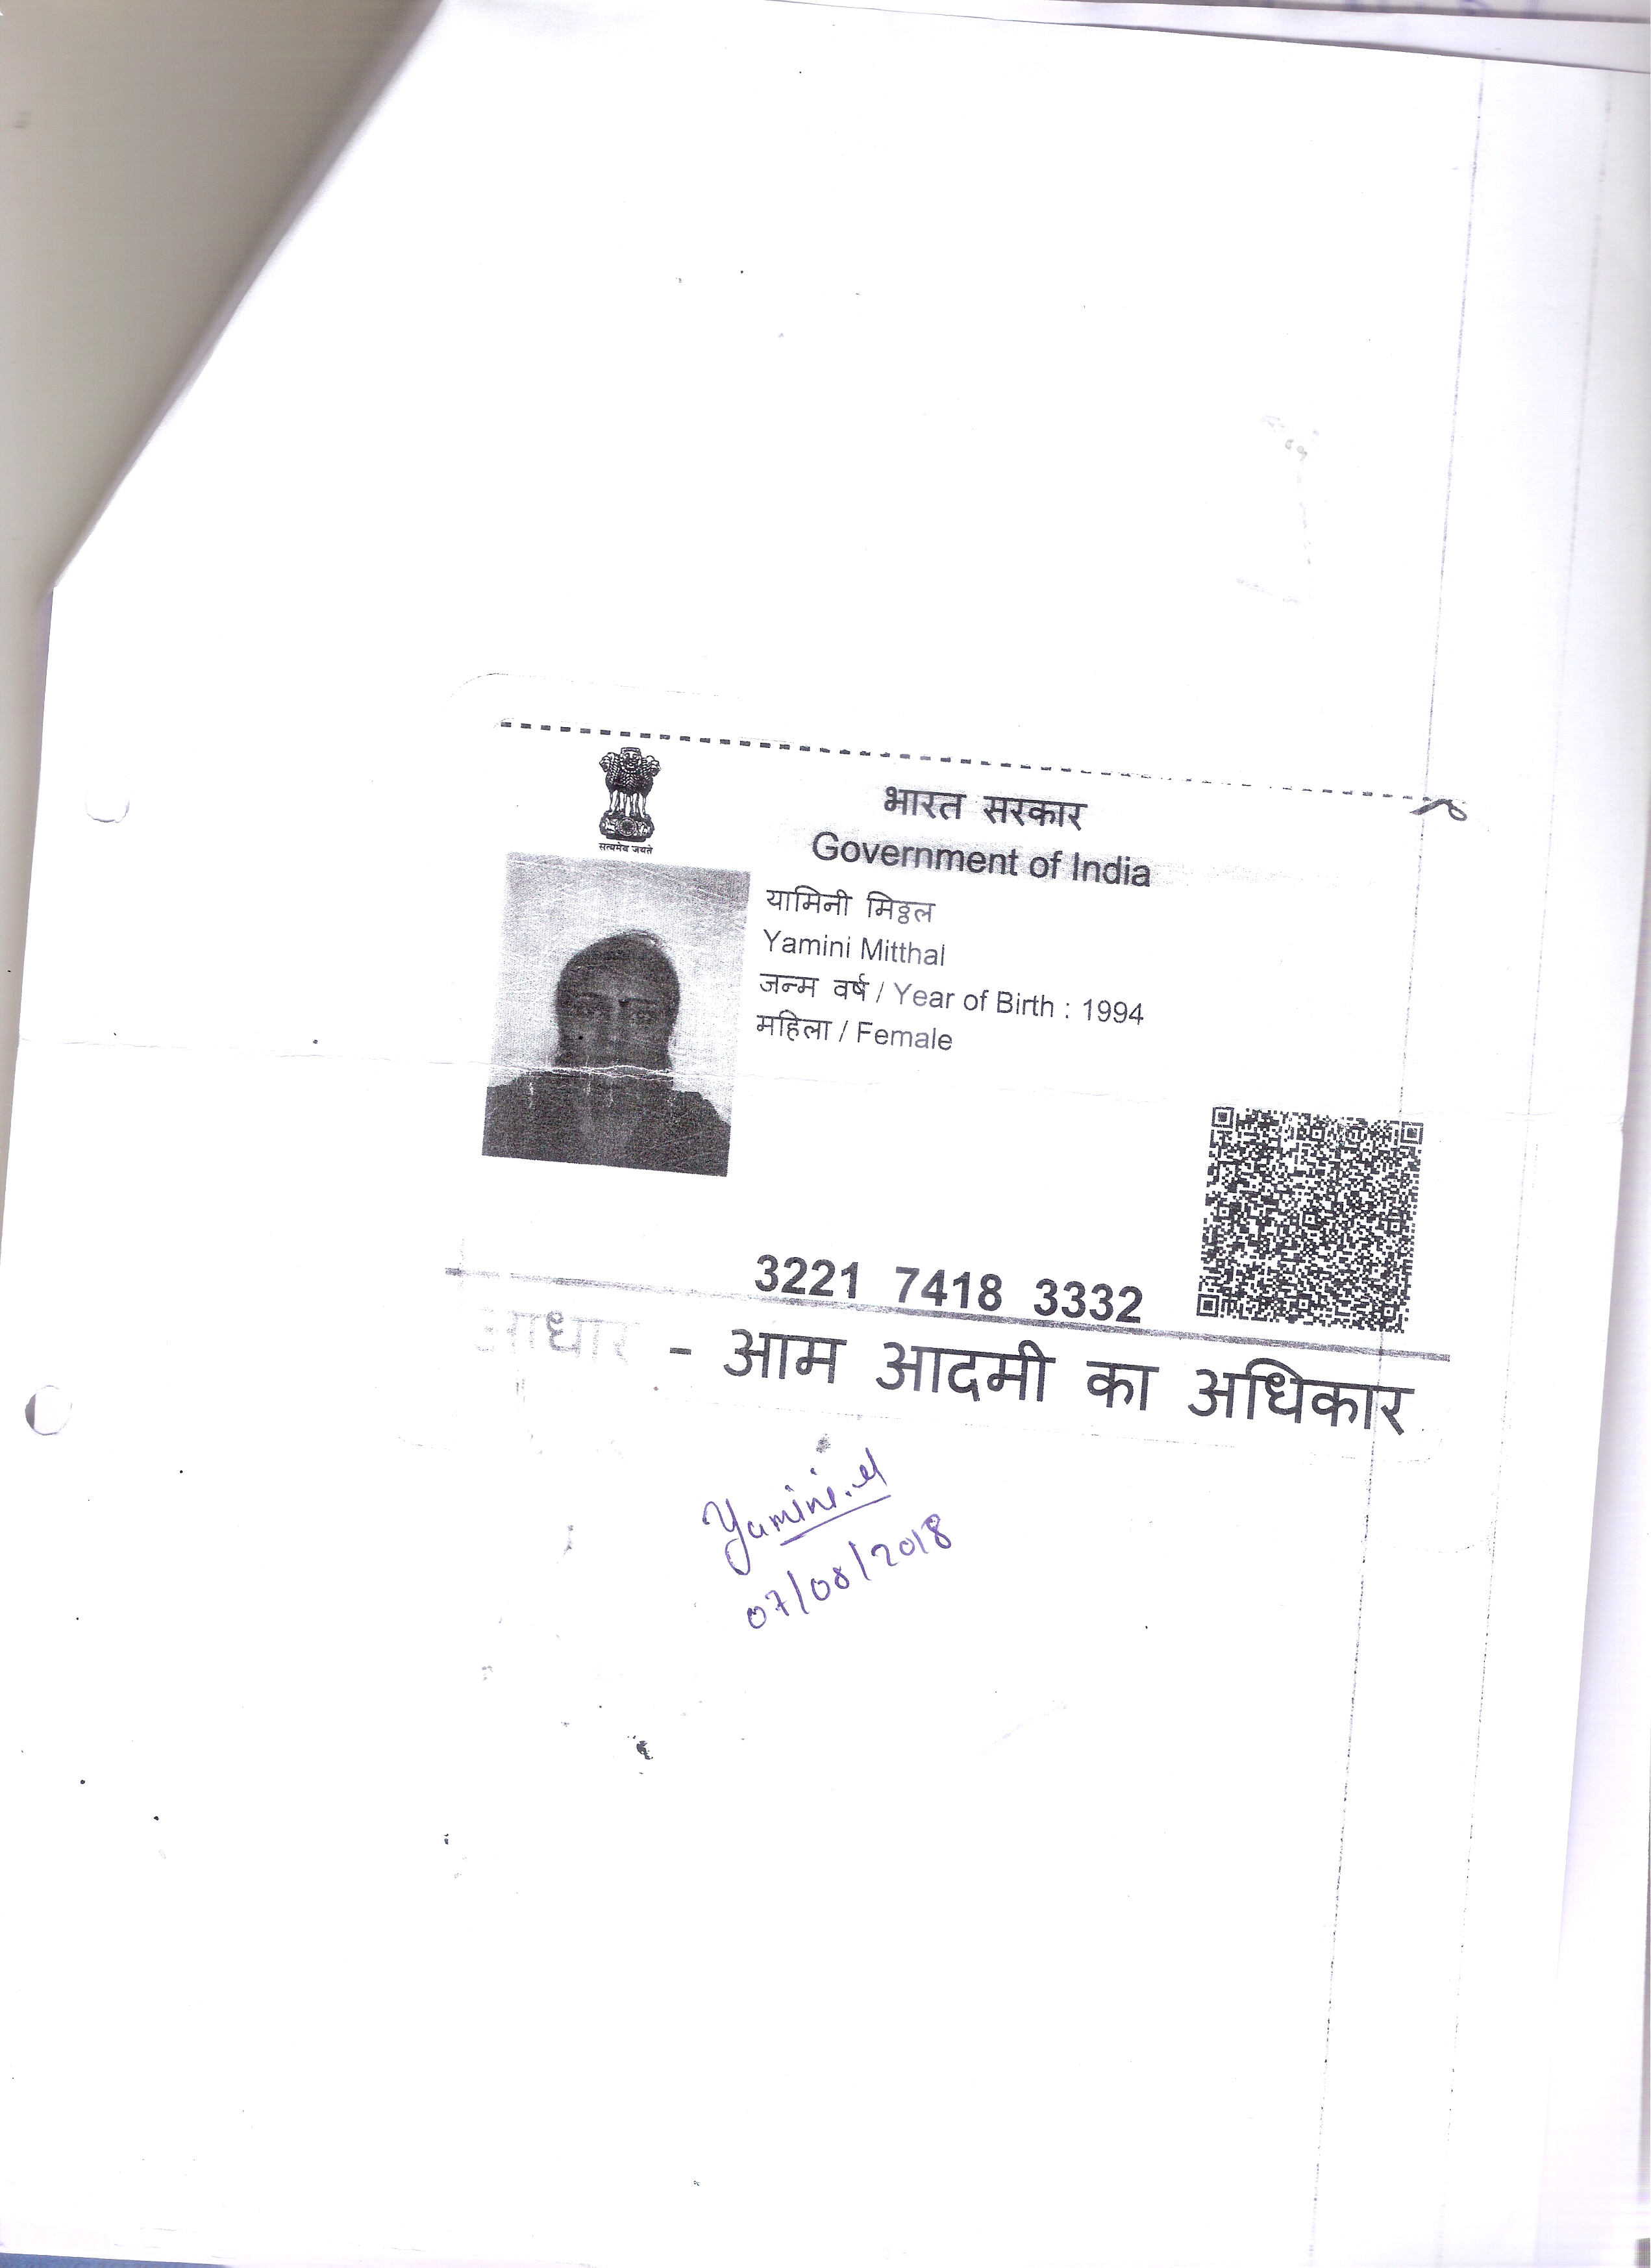 सत्यमेव जयते
भारत सरकार
Government of India
यामिनी मिठ्ठल
Yamini Mitthal
जन्म वर्ष / Year of Birth : 1994
महिला / Female
3221 7418 3332
आधार - आम आदमी का अधिकार
Yamini.M
07/08/2018